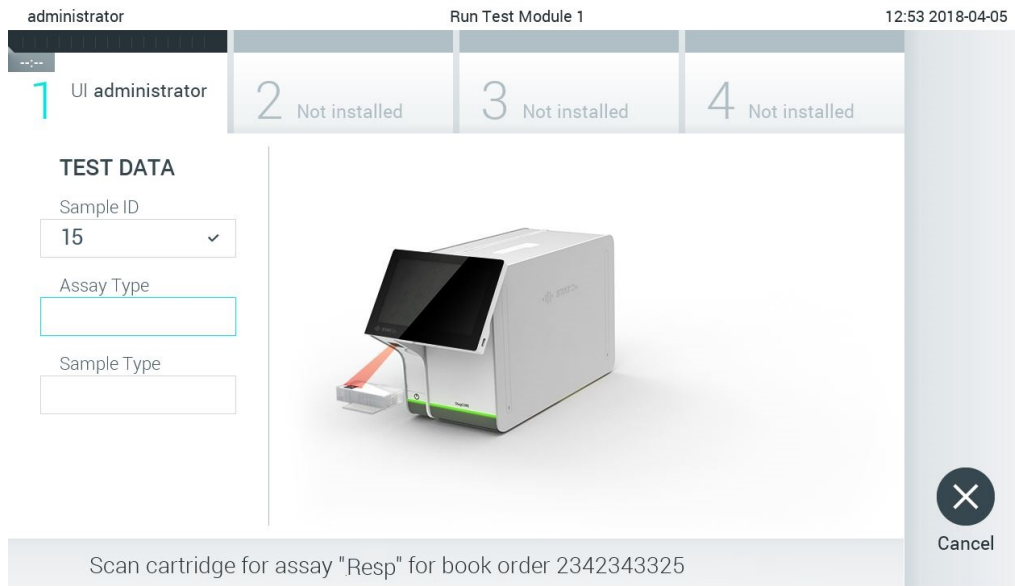 administrator
Run Test Module 1
12:53 2018-04-05
--:--
1 UI administrator
2 Not installed
3 Not installed
4 Not installed
TEST DATA
Sample ID
15
Assay Type
Sample Type
Cancel
Scan cartridge for assay "Resp" for book order 2342343325